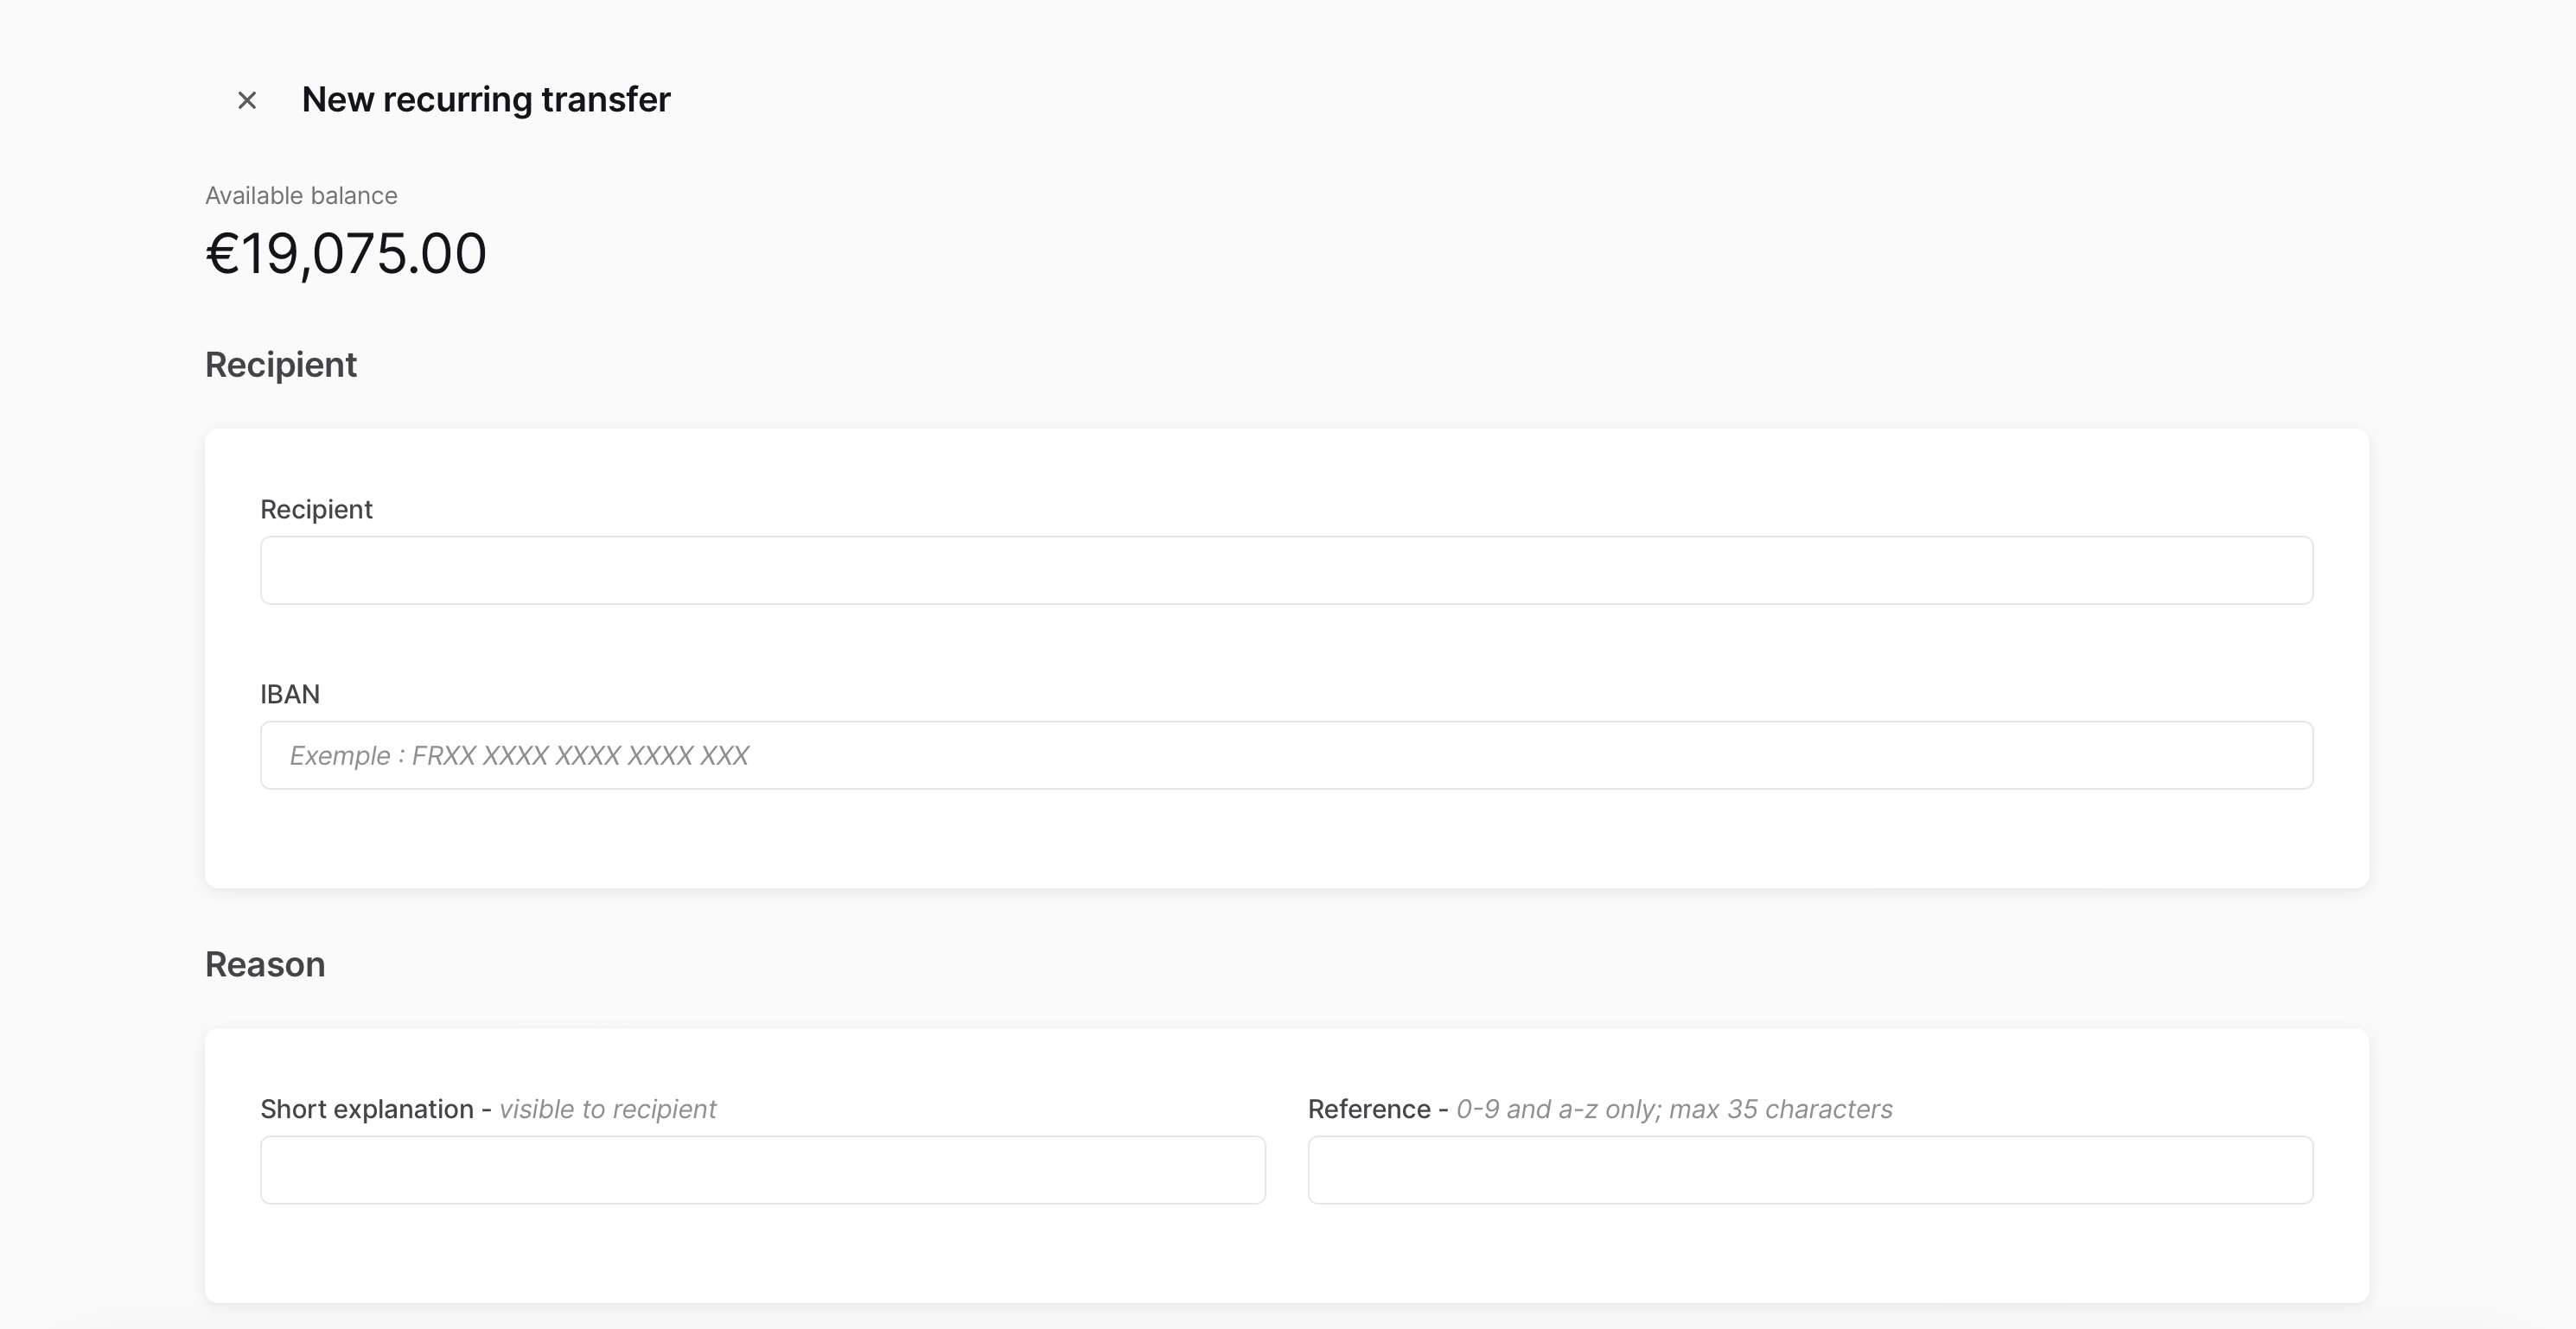 New recurring transfer
Available balance
€19,075.00
Recipient
Recipient
IBAN
Exemple : FRXX XXXX XXXX XXXX XXX
Reason
Short explanation - visible to recipient
Reference - 0-9 and a-z only; max 35 characters